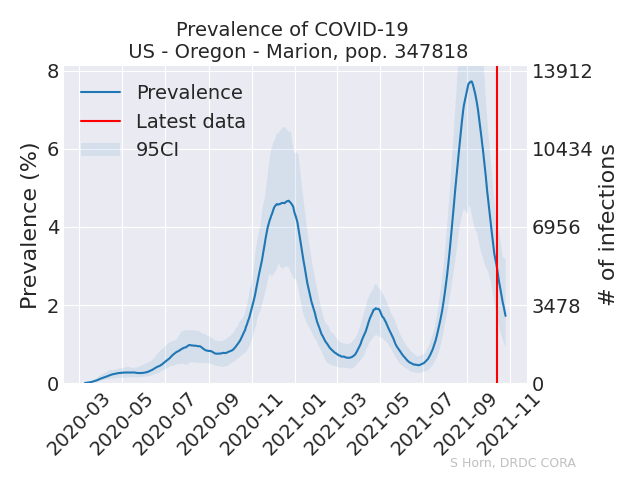 Prevalence of COVID-19
US - Oregon - Marion, pop. 347818
Prevalence
Latest data
95CI
Prevalence (%)
8
6
4
2
0
13912
10434
6956
3478
0
# of infections
2020-03
2020-05
2020-07
2020-09
2020-11
2021-01
2021-03
2021-05
2021-07
2021-09
2021-11
S Horn, DRDC CORA